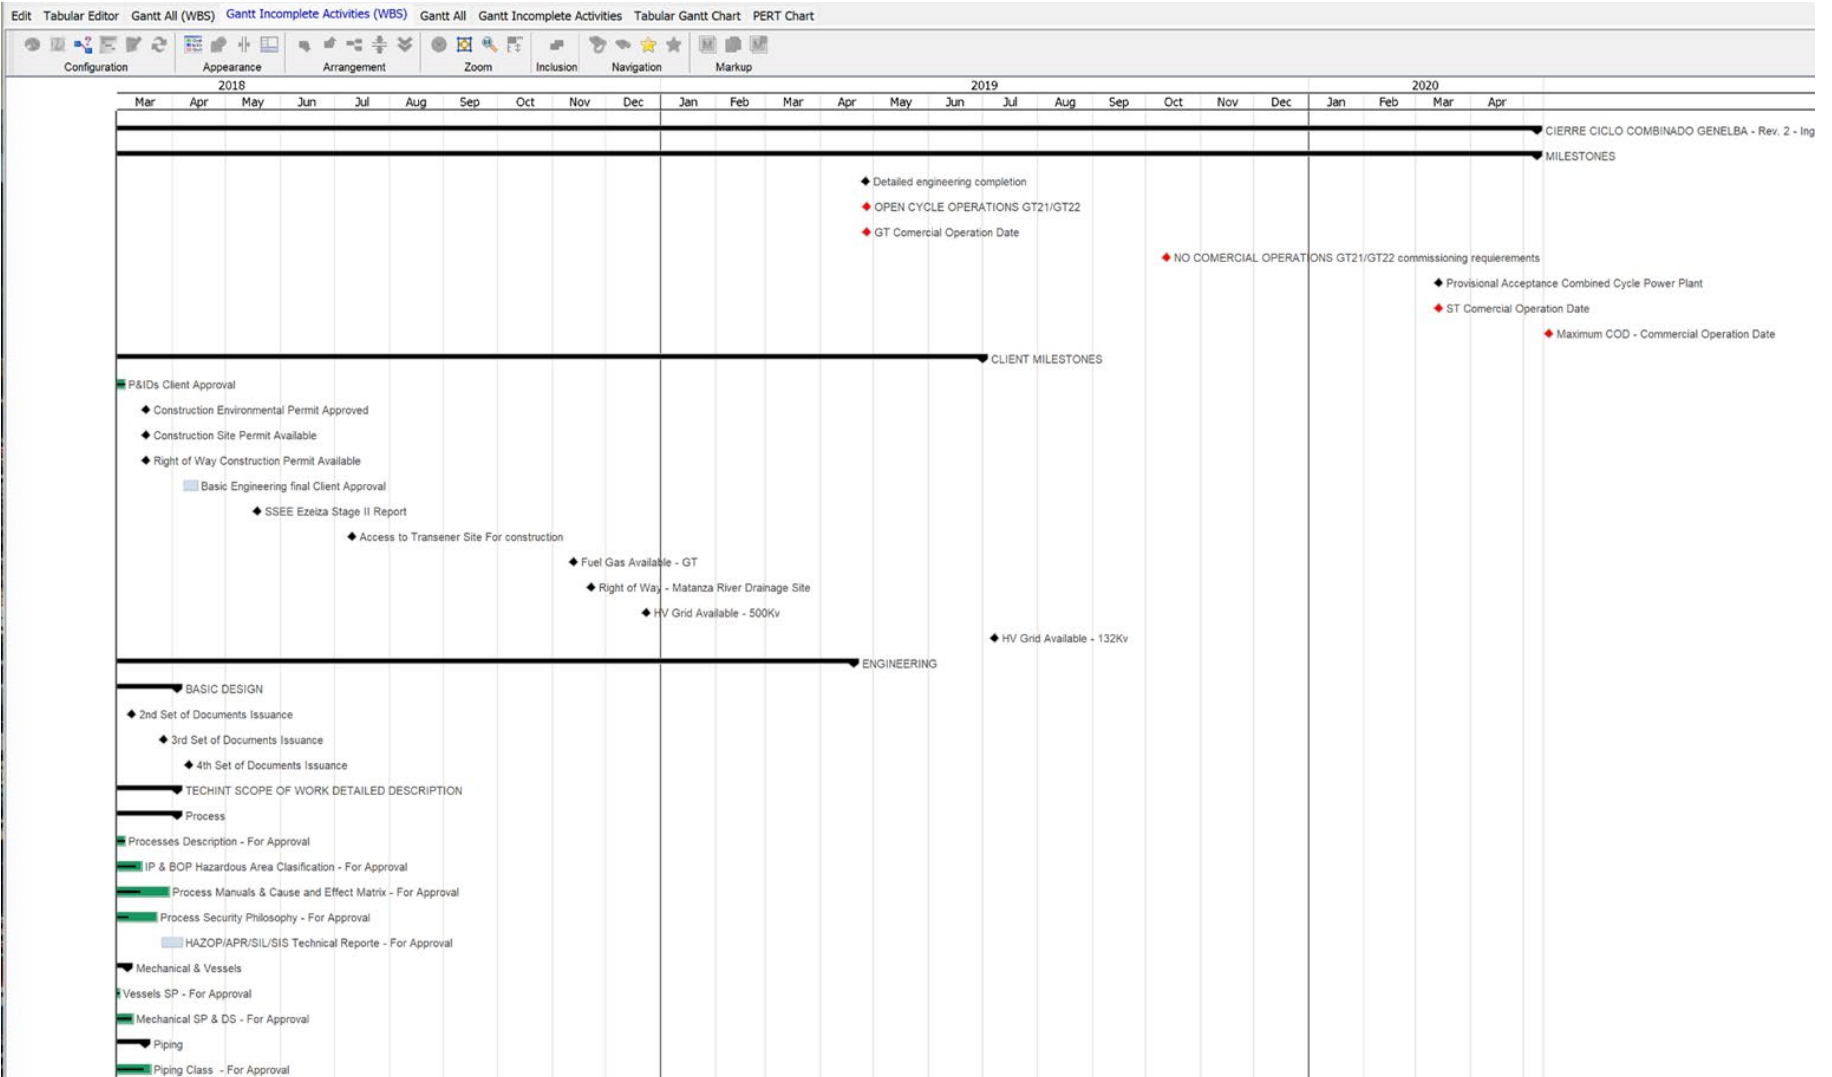 Edit Tabular Editor Gantt All (WBS) Gantt Incomplete Activities (WBS) Gantt All Gantt Incomplete Activities Tabular Gantt Chart PERT Chart
Configuration Appearance Arrangement Zoom Inclusion Navigation Markup
2018 2019 2020
Mar Apr May Jun Jul Aug Sep Oct Nov Dec Jan Feb Mar Apr May Jun Jul Aug Sep Oct Nov Dec Jan Feb Mar Apr
CIERRE CICLO COMBINADO GENELBA - Rev. 2 - Ing
MILESTONES
Detailed engineering completion
OPEN CYCLE OPERATIONS GT21/GT22
GT Comercial Operation Date
NO COMERCIAL OPERATIONS GT21/GT22 commissioning requierements
Provisional Acceptance Combined Cycle Power Plant
ST Comercial Operation Date
Maximum COD - Commercial Operation Date
CLIENT MILESTONES
P&IDs Client Approval
Construction Environmental Permit Approved
Construction Site Permit Available
Right of Way Construction Permit Available
Basic Engineering final Client Approval
SSEE Ezeiza Stage II Report
Access to Transener Site For construction
Fuel Gas Available - GT
Right of Way - Matanza River Drainage Site
HV Grid Available - 500Kv
HV Grid Available - 132Kv
ENGINEERING
BASIC DESIGN
2nd Set of Documents Issuance
3rd Set of Documents Issuance
4th Set of Documents Issuance
TECHINT SCOPE OF WORK DETAILED DESCRIPTION
Process
Processes Description - For Approval
IP & BOP Hazardous Area Clasification - For Approval
Process Manuals & Cause and Effect Matrix - For Approval
Process Security Philosophy - For Approval
HAZOP/APR/SIL/SIS Technical Reporte - For Approval
Mechanical & Vessels
Vessels SP - For Approval
Mechanical SP & DS - For Approval
Piping
Piping Class - For Approval